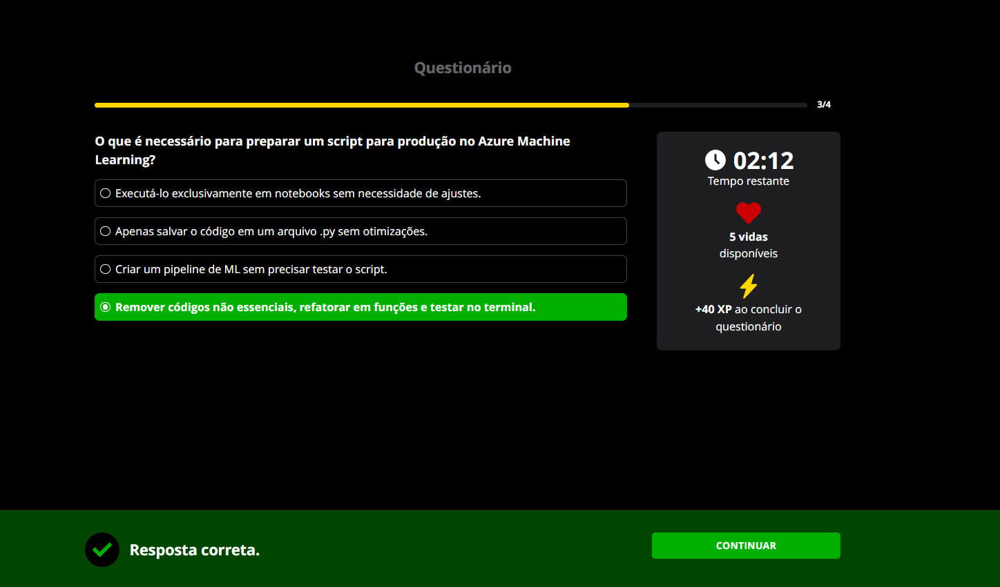 Questionário
3/4
O que é necessário para preparar um script para produção no Azure Machine
Learning?
Executá-lo exclusivamente em notebooks sem necessidade de ajustes.
Apenas salvar o código em um arquivo .py sem otimizações.
Criar um pipeline de ML sem precisar testar o script.
Remover códigos não essenciais, refatorar em funções e testar no terminal.
02:12
Tempo restante
5 vidas
disponíveis
+40 XP ao concluir o
questionário
Resposta correta.
CONTINUAR